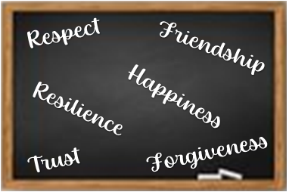 Respect
Friendship
Happiness
Resilience
Trust
Forgiveness